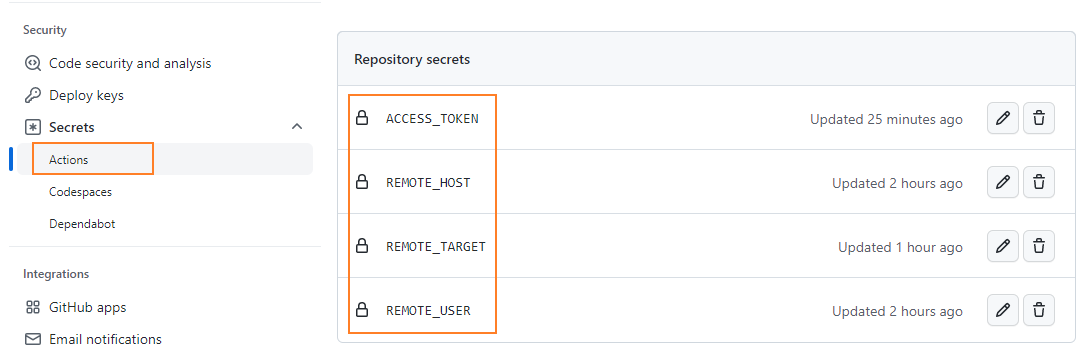 Security
Code security and analysis
Deploy keys
Secrets
Actions
Codespaces
Dependabot
Integrations
GitHub apps
Email notifications
Repository secrets
ACCESS_TOKEN Updated 25 minutes ago
REMOTE_HOST Updated 2 hours ago
REMOTE_TARGET Updated 1 hour ago
REMOTE_USER Updated 2 hours ago